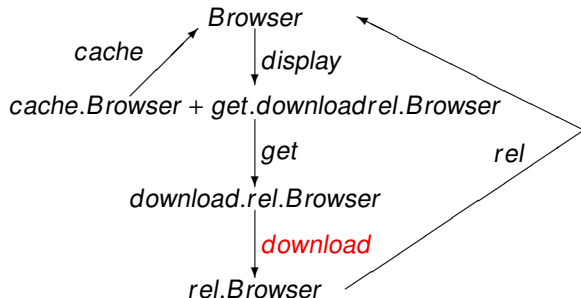 Browser
cache
display
cache.Browser + get.downloadrel.Browser
get
rel
download.rel.Browser
download
rel.Browser